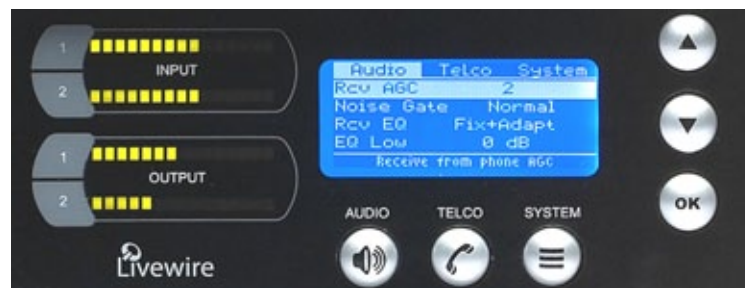 1
INPUT
2
1
OUTPUT
2
Livewire
Audio Telco System
Rcv AGC 2
Noise Gate Normal
Rcv EQ Fix+Adapt
EQ Low 0 dB
Receive from phone AGC
AUDIO TELCO SYSTEM
OK